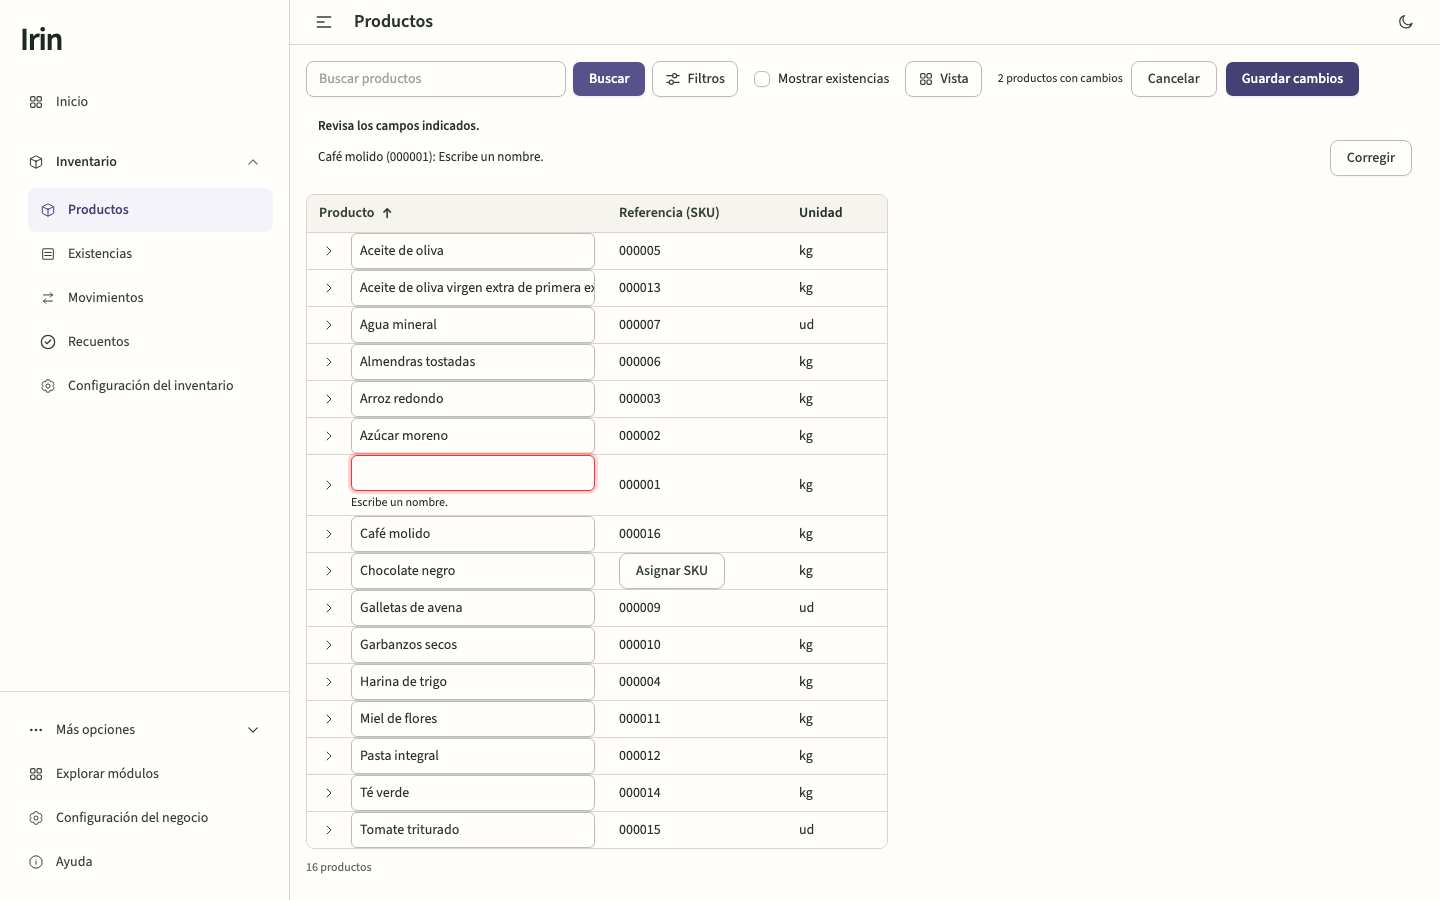 Irin
Productos
Inicio
Inventario
Productos
Existencias
Movimientos
Recuentos
Configuración del inventario
Más opciones
Explorar módulos
Configuración del negocio
Ayuda
Buscar productos
Buscar
Filtros
Mostrar existencias
Vista
2 productos con cambios
Cancelar
Guardar cambios
Revisa los campos indicados.
Café molido (000001): Escribe un nombre.
Corregir
Producto Referencia (SKU) Unidad
Aceite de oliva 000005 kg
Aceite de oliva virgen extra de primera ex 000013 kg
Agua mineral 000007 ud
Almendras tostadas 000006 kg
Arroz redondo 000003 kg
Azúcar moreno 000002 kg
000001 kg
Escribe un nombre.
Café molido 000016 kg
Chocolate negro Asignar SKU kg
Galletas de avena 000009 ud
Garbanzos secos 000010 kg
Harina de trigo 000004 kg
Miel de flores 000011 kg
Pasta integral 000012 kg
Té verde 000014 kg
Tomate triturado 000015 ud
16 productos